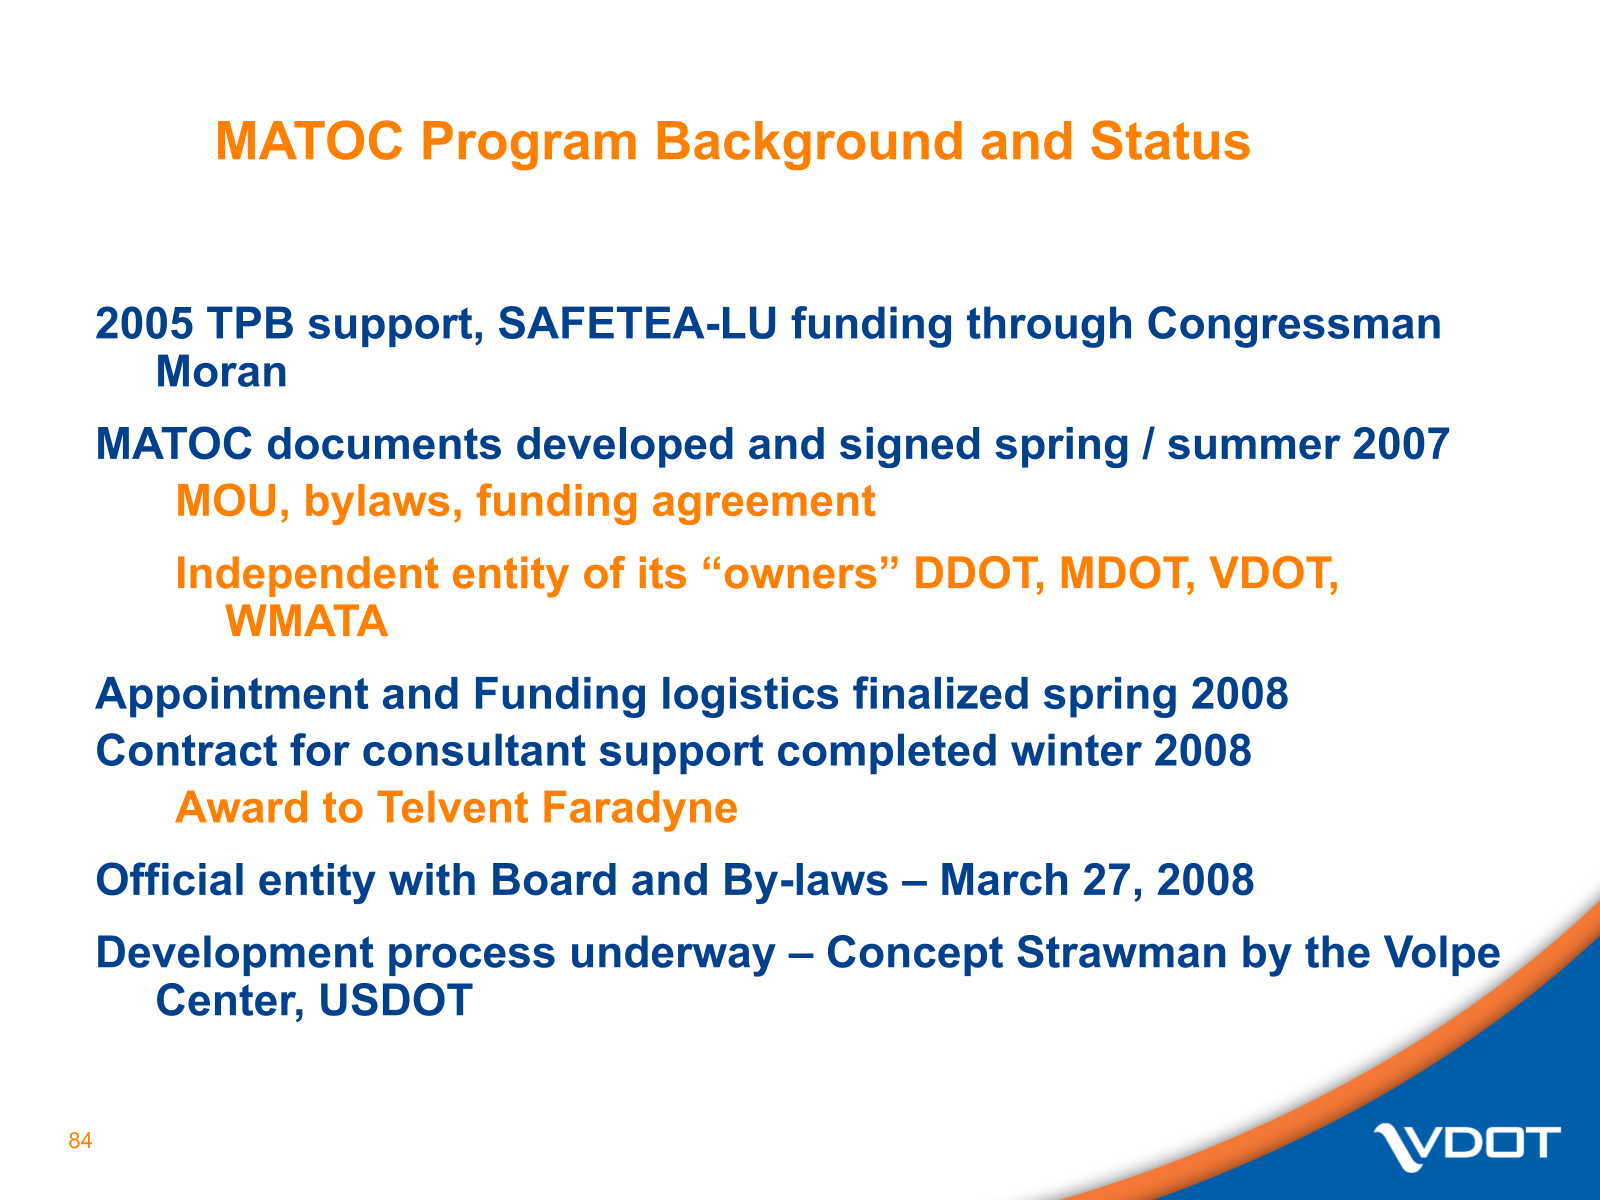 MATOC Program Background and Status
2005 TPB support, SAFETEA-LU funding through Congressman
Moran
MATOC documents developed and signed spring / summer 2007
MOU, bylaws, funding agreement
Independent entity of its “owners” DDOT, MDOT, VDOT,
WMATA
Appointment and Funding logistics finalized spring 2008
Contract for consultant support completed winter 2008
Award to Telvent Faradyne
Official entity with Board and By-laws – March 27, 2008
Development process underway – Concept Strawman by the Volpe
Center, USDOT
84
VDOT